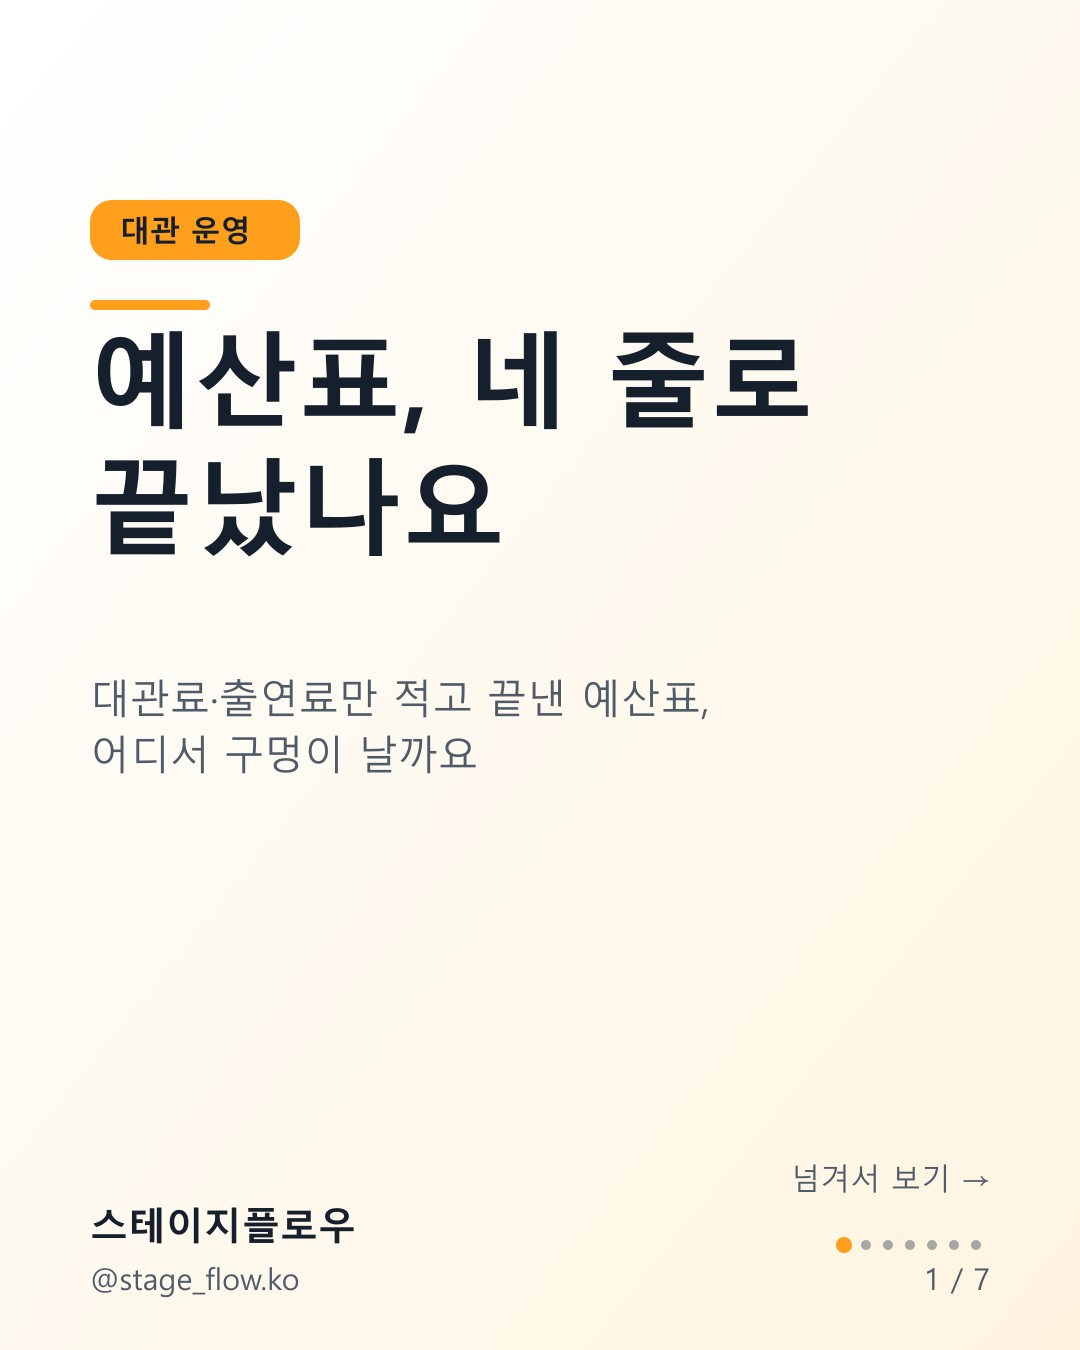 대관 운영
예산표, 네 줄로
끝났나요
대관료·출연료만 적고 끝낸 예산표,
어디서 구멍이 날까요
넘겨서 보기 →
스테이지플로우
@stage_flow.ko
1 / 7